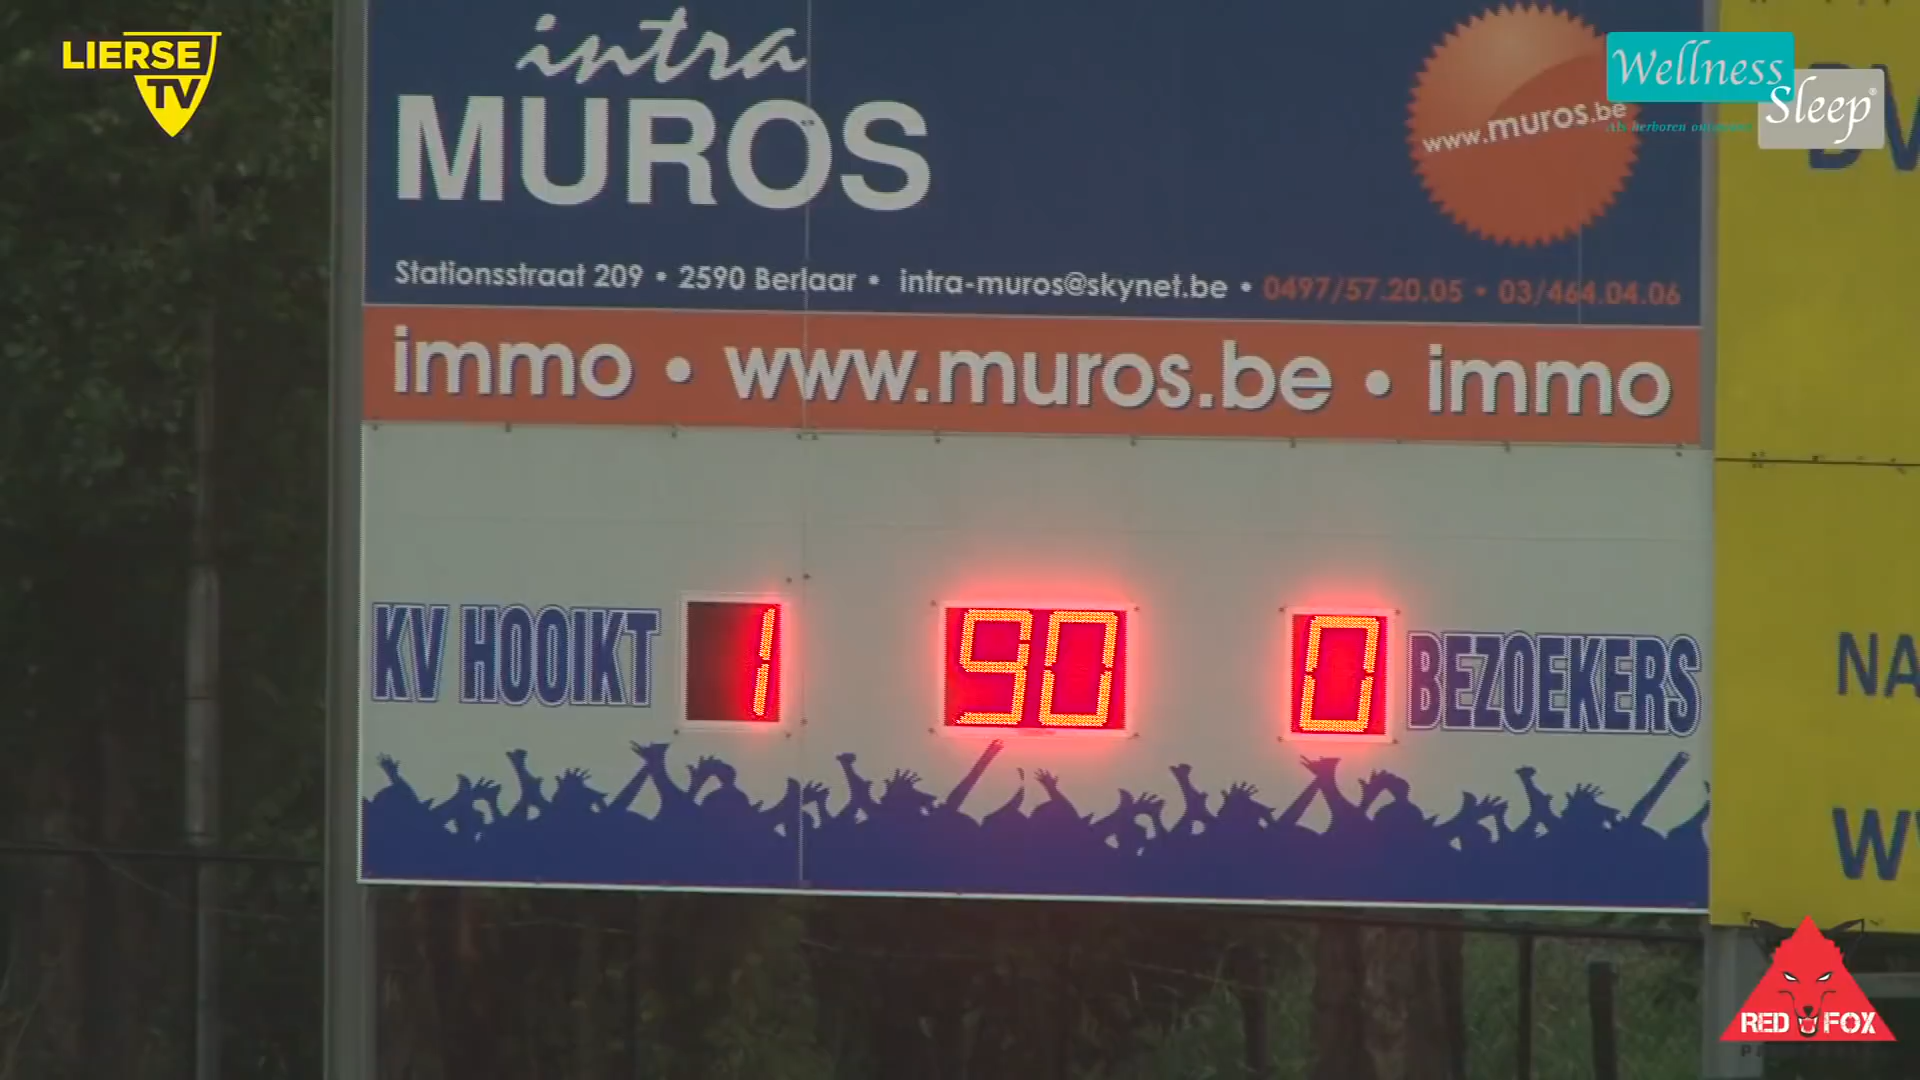 LIERSE
TV
intra
MUROS
www.muros.be
Wellness
Sleep®
Stationsstraat 209 • 2590 Berlaar • intra-muros@skynet.be • 0497/57.20.05 • 03/464.04.06
immo • www.muros.be • immo
KV HOOIKT 1 90 0 BEZOEKERS
NA
RED FOX